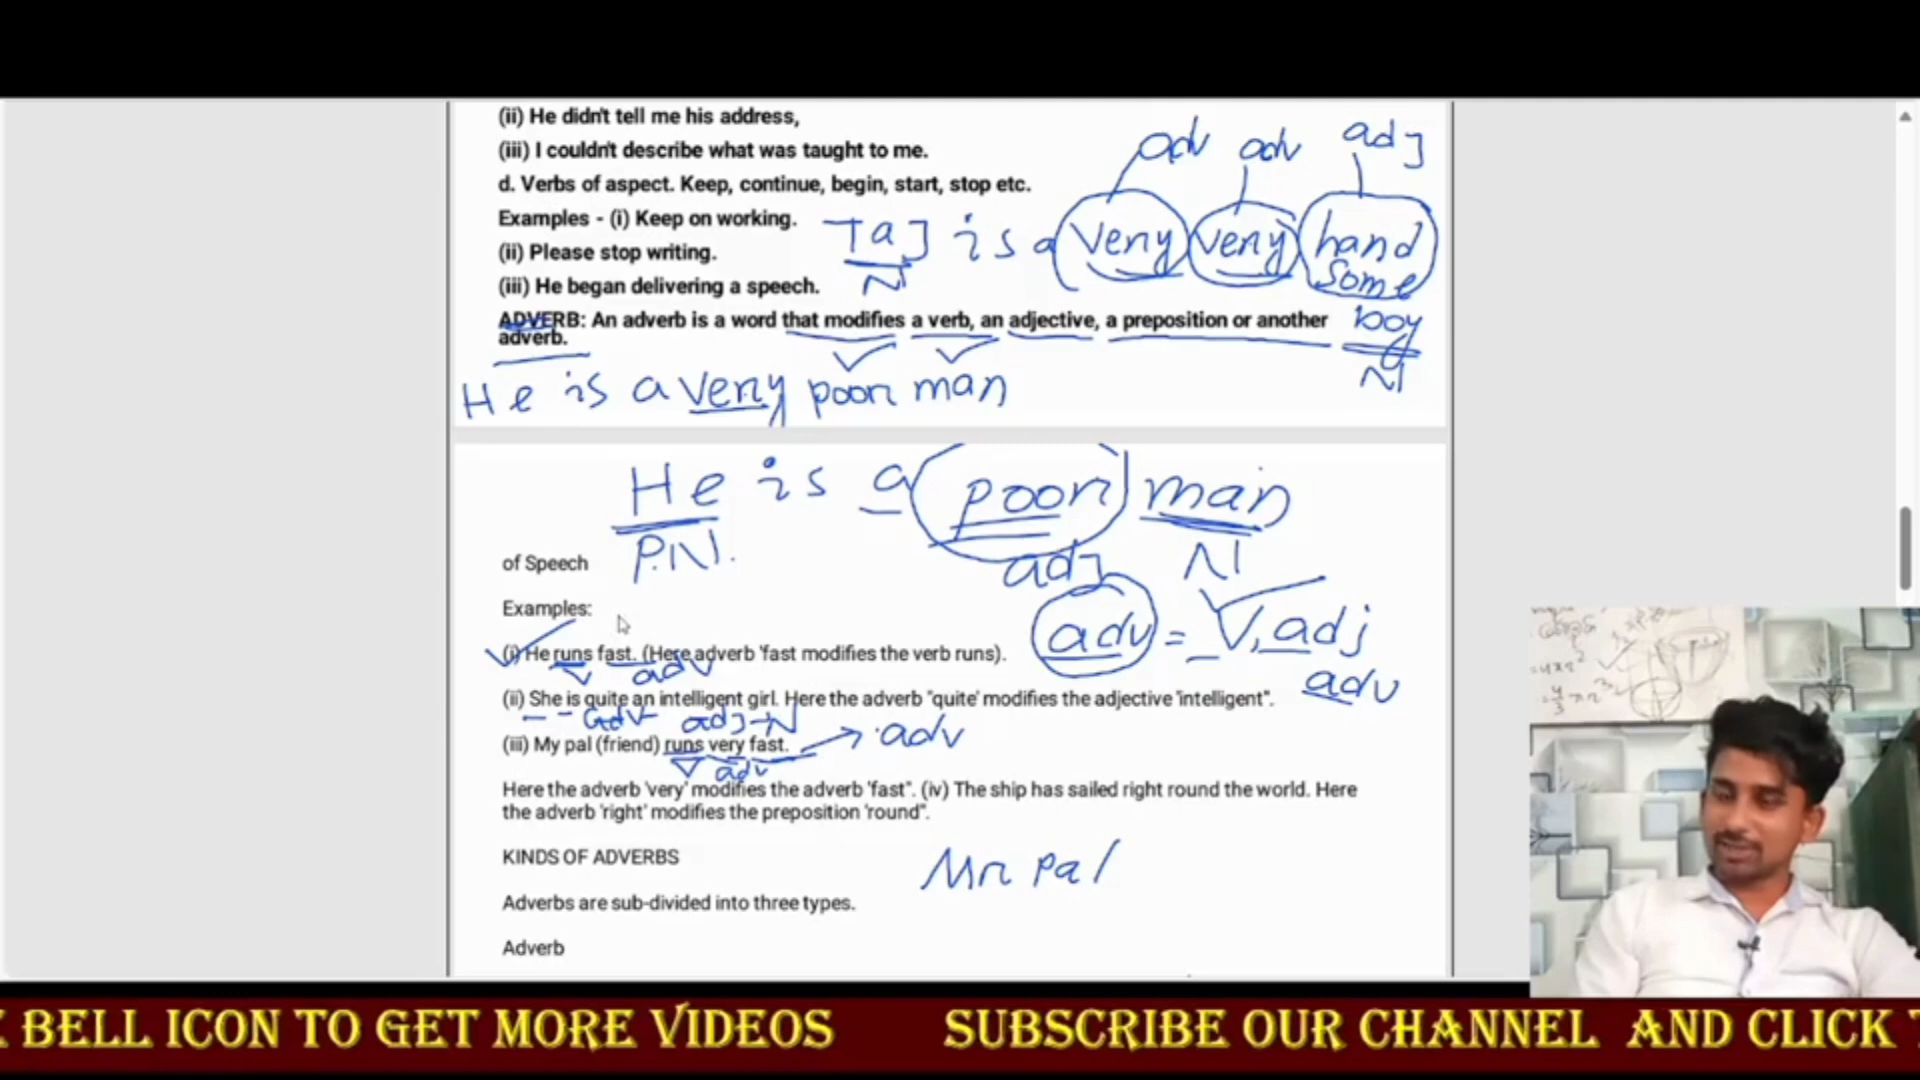 (ii) He didn't tell me his address,
(iii) I couldn't describe what was taught to me.
adv adv adj
d. Verbs of aspect. Keep, continue, begin, start, stop etc.
Examples - (i) Keep on working.
Taj is a very very handsome
N
(ii) Please stop writing.
(iii) He began delivering a speech.
ADVERB: An adverb is a word that modifies a verb, an adjective, a preposition or another
adverb.
boy
N
He is a very poor man
He is a poor man
P.N. adj N
of Speech
Examples:
adv = V, adj
adv
(i) He runs fast. (Here adverb 'fast modifies the verb runs).
V adv
(ii) She is quite an intelligent girl. Here the adverb "quite' modifies the adjective 'intelligent".
adv adj N
(iii) My pal (friend) runs very fast. adv
V adv
Here the adverb 'very' modifies the adverb 'fast". (iv) The ship has sailed right round the world. Here
the adverb 'right' modifies the preposition 'round".
KINDS OF ADVERBS
Mr pal
Adverbs are sub-divided into three types.
Adverb
BELL ICON TO GET MORE VIDEOS SUBSCRIBE OUR CHANNEL AND CLICK